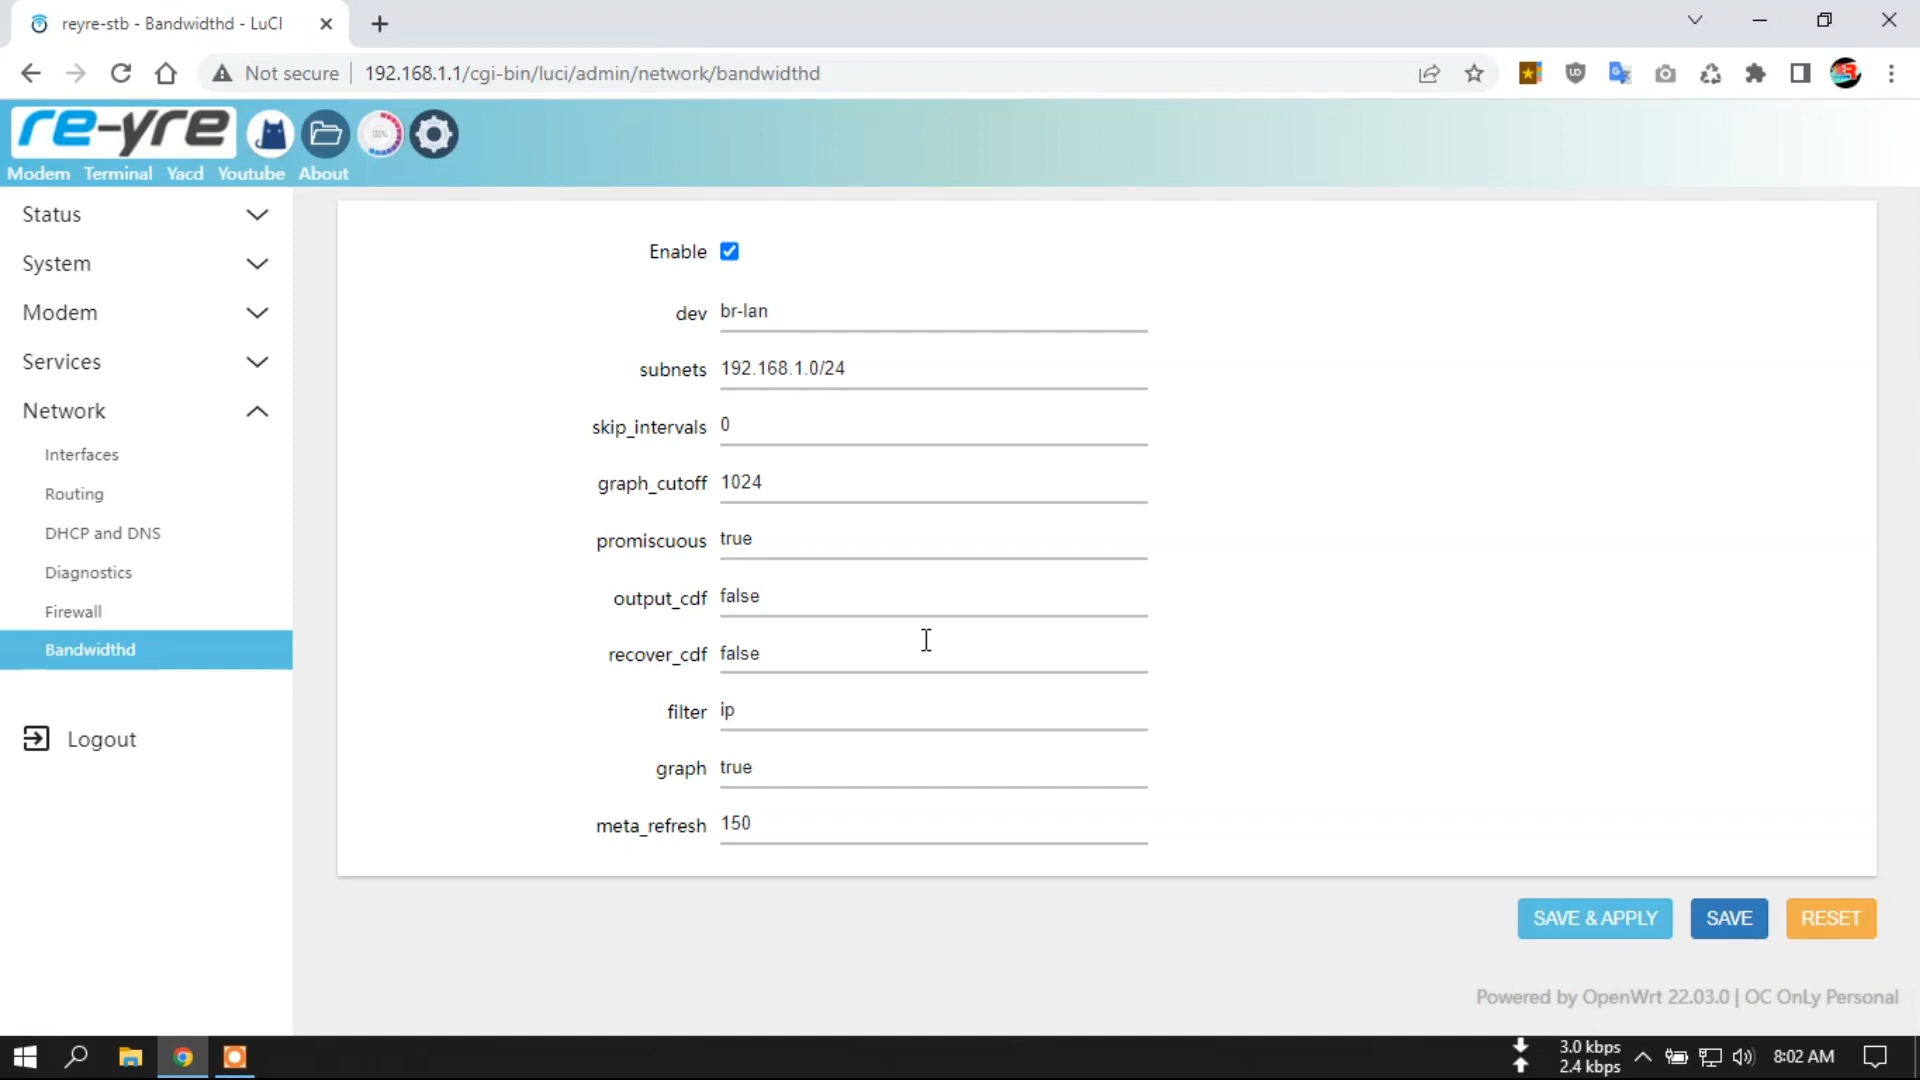 reyre-stb - Bandwidthd - LuCI
Not secure
192.168.1.1/cgi-bin/luci/admin/network/bandwidthd
re-yre
Modem Terminal Yacd Youtube About
Status
System
Modem
Services
Network
Interfaces
Routing
DHCP and DNS
Diagnostics
Firewall
Bandwidthd
Logout
Enable
dev br-lan
subnets 192.168.1.0/24
skip_intervals 0
graph_cutoff 1024
promiscuous true
output_cdf false
recover_cdf false
filter ip
graph true
meta_refresh 150
SAVE & APPLY SAVE RESET
Powered by OpenWrt 22.03.0 | OC OnLy Personal
3.0 kbps
2.4 kbps
8:02 AM